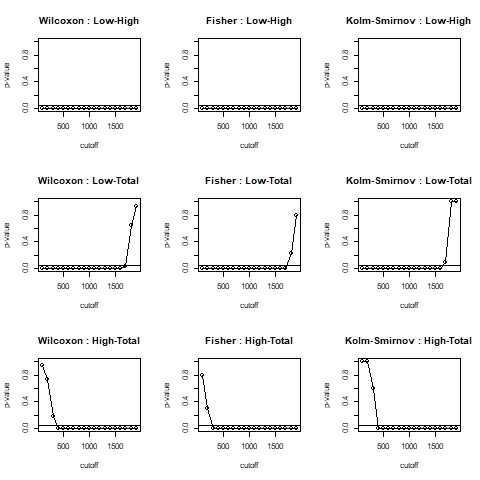 Wilcoxon : Low-High
Fisher : Low-High
Kolm-Smirnov : Low-High
p-value
0.0 0.4 0.8
500 1000 1500
cutoff
p-value
0.0 0.4 0.8
500 1000 1500
cutoff
p-value
0.0 0.4 0.8
500 1000 1500
cutoff
Wilcoxon : Low-Total
Fisher : Low-Total
Kolm-Smirnov : Low-Total
p-value
0.0 0.4 0.8
500 1000 1500
cutoff
p-value
0.0 0.4 0.8
500 1000 1500
cutoff
p-value
0.0 0.4 0.8
500 1000 1500
cutoff
Wilcoxon : High-Total
Fisher : High-Total
Kolm-Smirnov : High-Total
p-value
0.0 0.4 0.8
500 1000 1500
cutoff
p-value
0.0 0.4 0.8
500 1000 1500
cutoff
p-value
0.0 0.4 0.8
500 1000 1500
cutoff